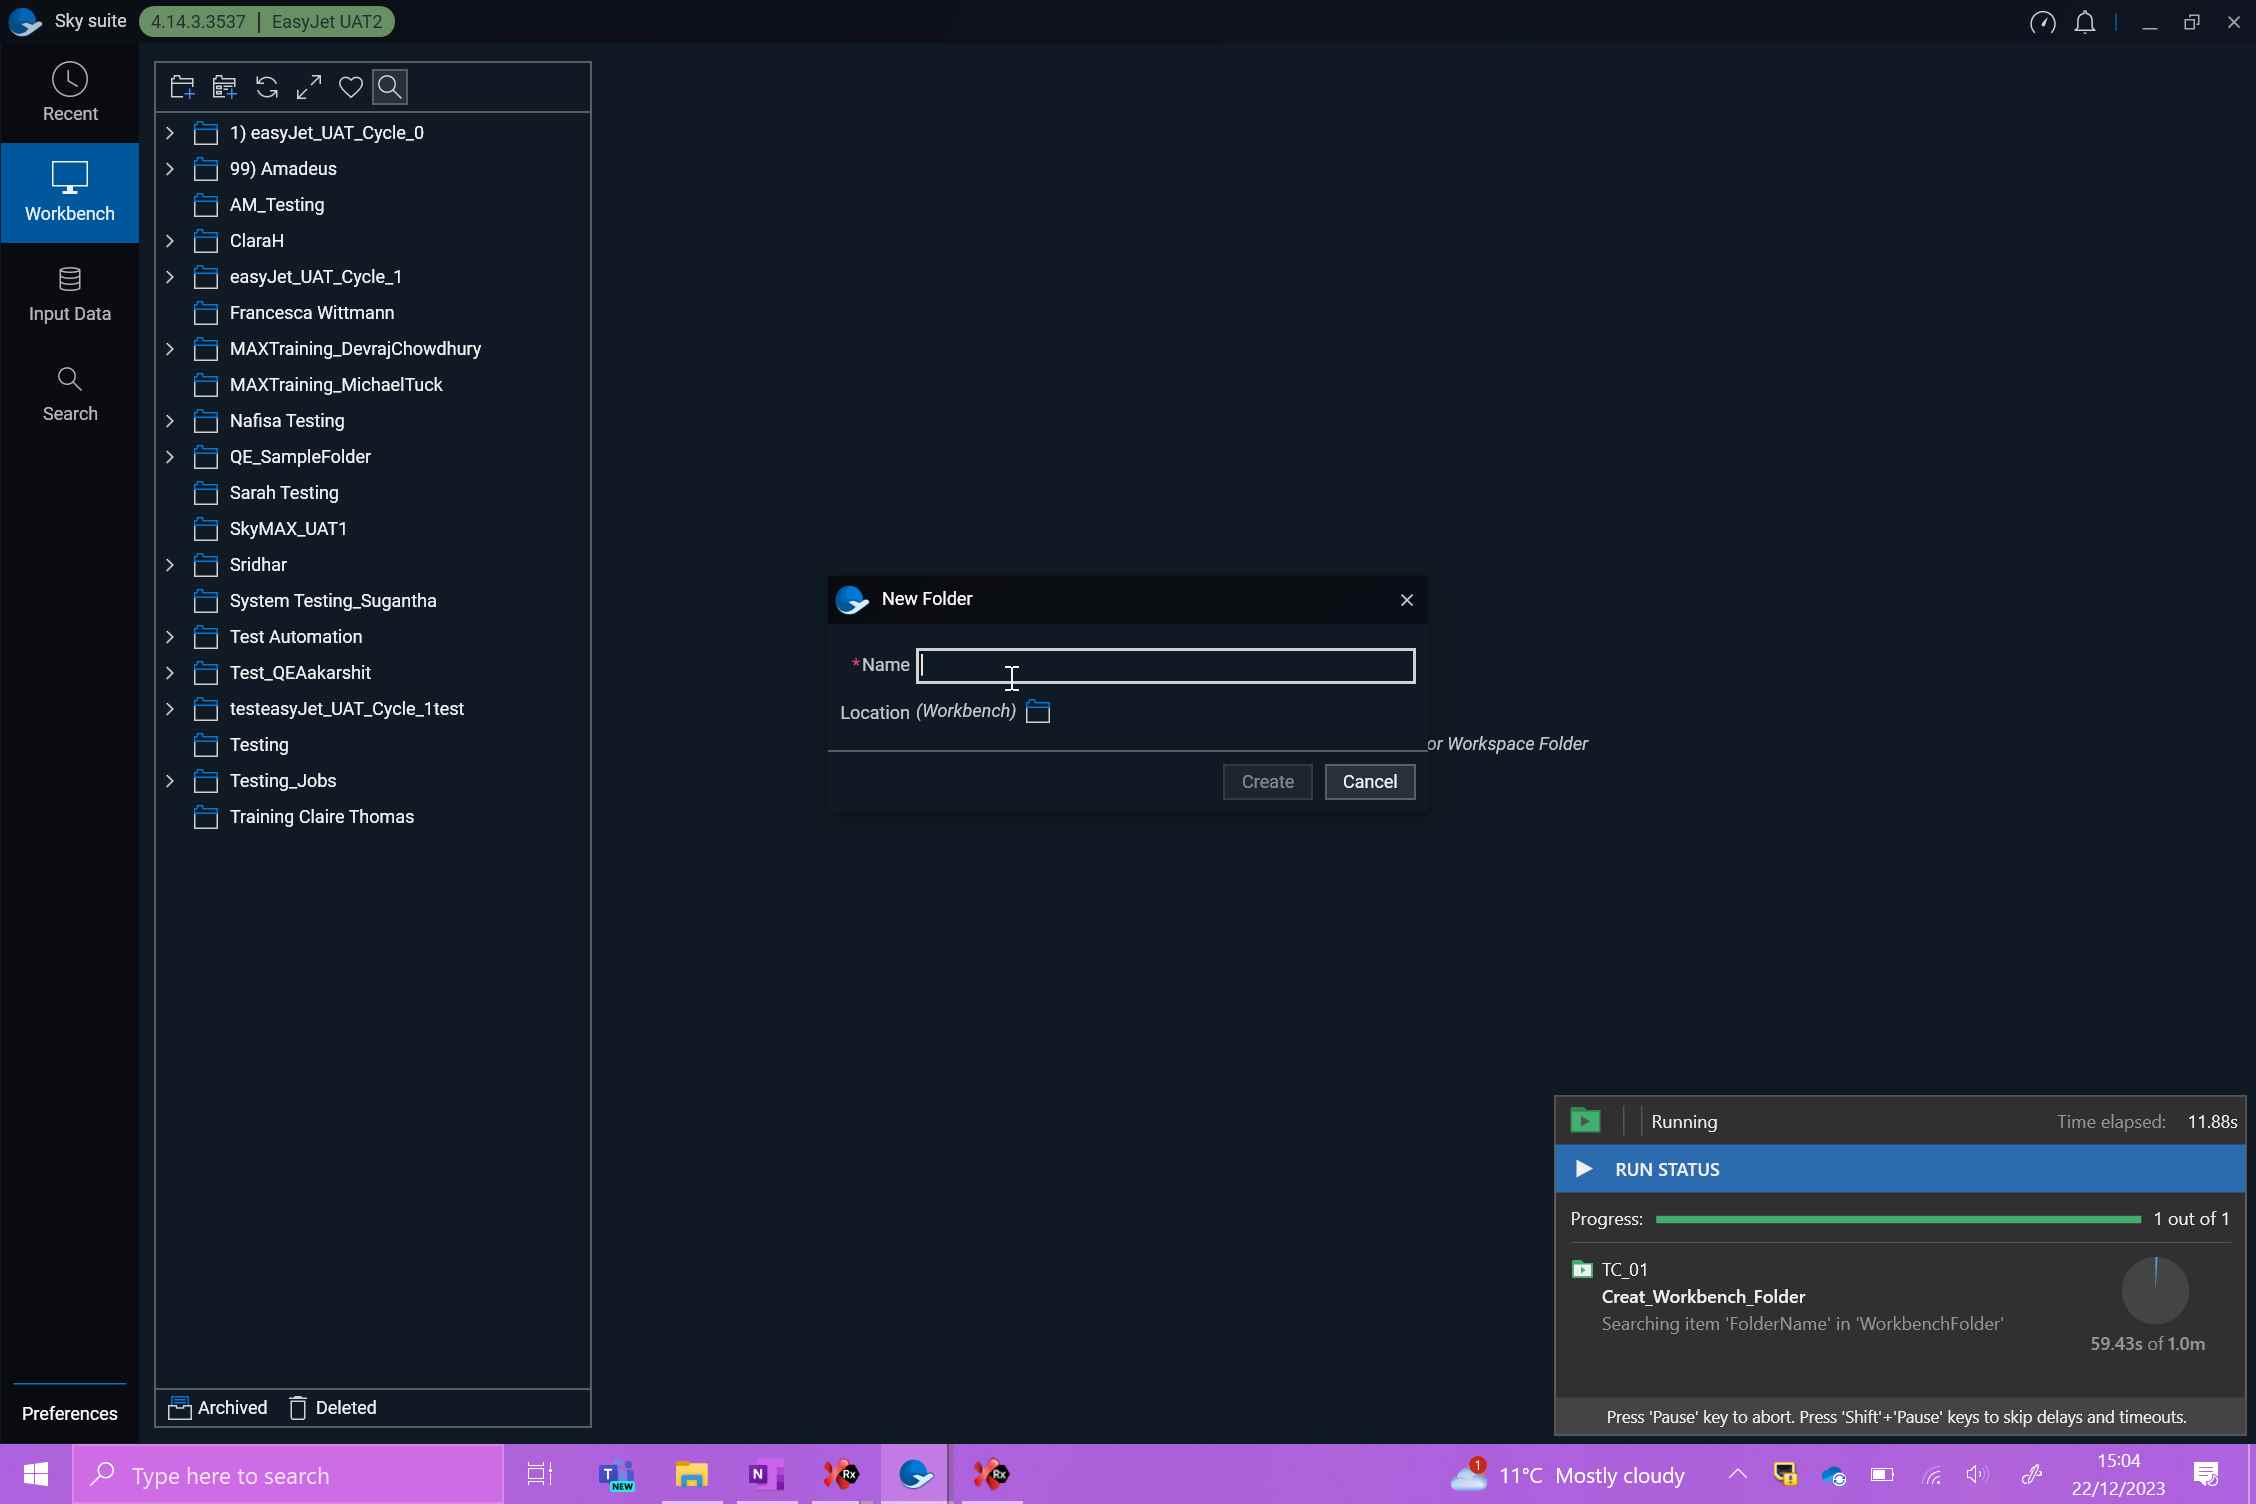 Sky suite 4.14.3.3537 | EasyJet UAT2
Recent
Workbench
Input Data
Search
Preferences
1) easyJet_UAT_Cycle_0
99) Amadeus
AM_Testing
ClaraH
easyJet_UAT_Cycle_1
Francesca Wittmann
MAXTraining_DevrajChowdhury
MAXTraining_MichaelTuck
Nafisa Testing
QE_SampleFolder
Sarah Testing
SkyMAX_UAT1
Sridhar
System Testing_Sugantha
Test Automation
Test_QEAakarshit
testeasyJet_UAT_Cycle_1test
Testing
Testing_Jobs
Training Claire Thomas
Archived Deleted
New Folder
*Name
Location (Workbench)
or Workspace Folder
Create Cancel
Running Time elapsed: 11.88s
RUN STATUS
Progress: 1 out of 1
TC_01
Creat_Workbench_Folder
Searching item 'FolderName' in 'WorkbenchFolder'
59.43s of 1.0m
Press 'Pause' key to abort. Press 'Shift'+'Pause' keys to skip delays and timeouts.
Type here to search
T
NEW
N
Rx
Rx
1
11°C Mostly cloudy
15:04
22/12/2023